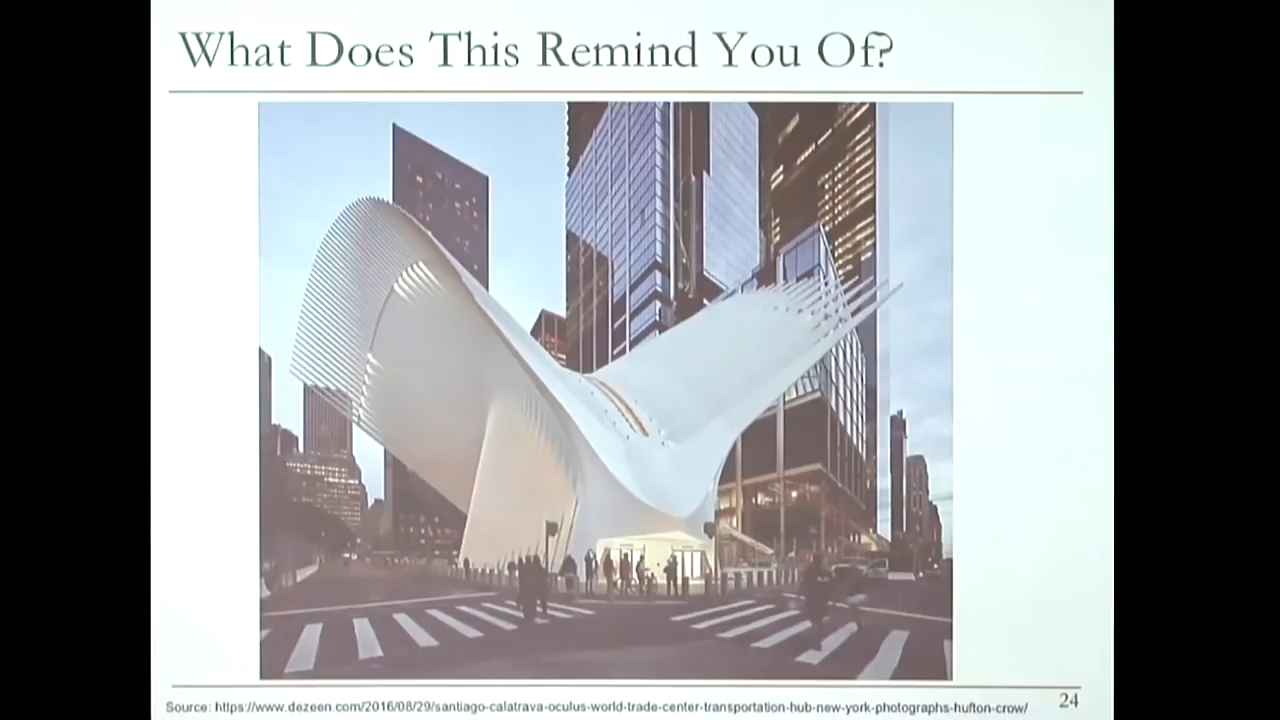 What Does This Remind You Of?
Source: https://www.dezeen.com/2016/08/29/santiago-calatrava-oculus-world-trade-center-transportation-hub-new-york-photographs-hufton-crow/
24